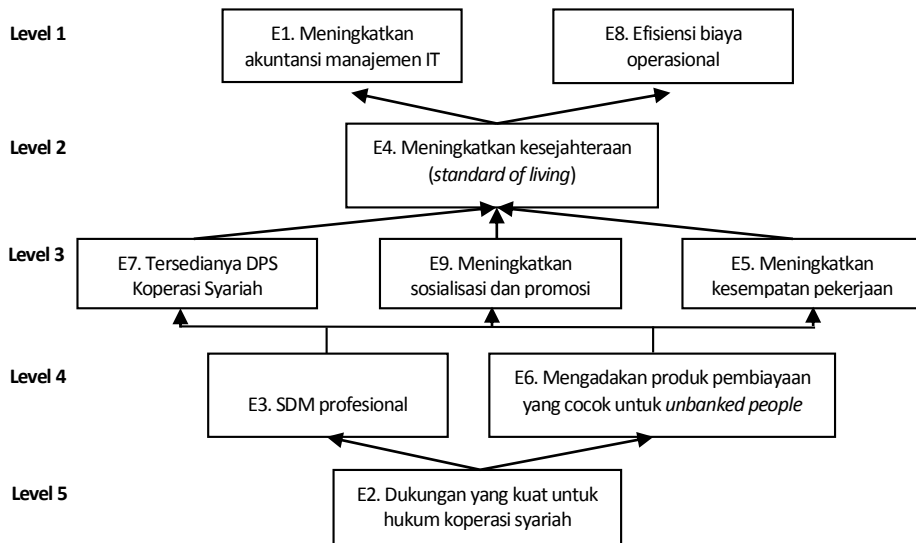 Level 1
E1. Meningkatkan
akuntansi manajemen IT
E8. Efisiensi biaya
operasional
Level 2
E4. Meningkatkan kesejahteraan
(standard of living)
Level 3
E7. Tersedianya DPS
Koperasi Syariah
E9. Meningkatkan
sosialisasi dan promosi
E5. Meningkatkan
kesempatan pekerjaan
Level 4
E3. SDM profesional
E6. Mengadakan produk pembiayaan
yang cocok untuk unbanked people
Level 5
E2. Dukungan yang kuat untuk
hukum koperasi syariah